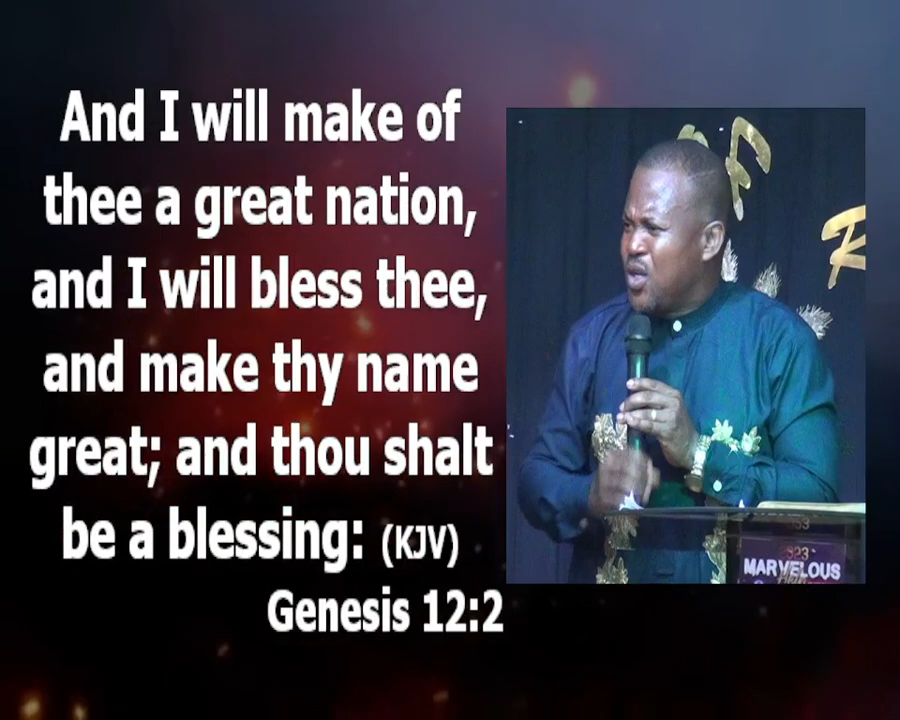 And I will make of
thee a great nation,
and I will bless thee,
and make thy name
great; and thou shalt
be a blessing: (KJV)
Genesis 12:2
R
MARVELOUS